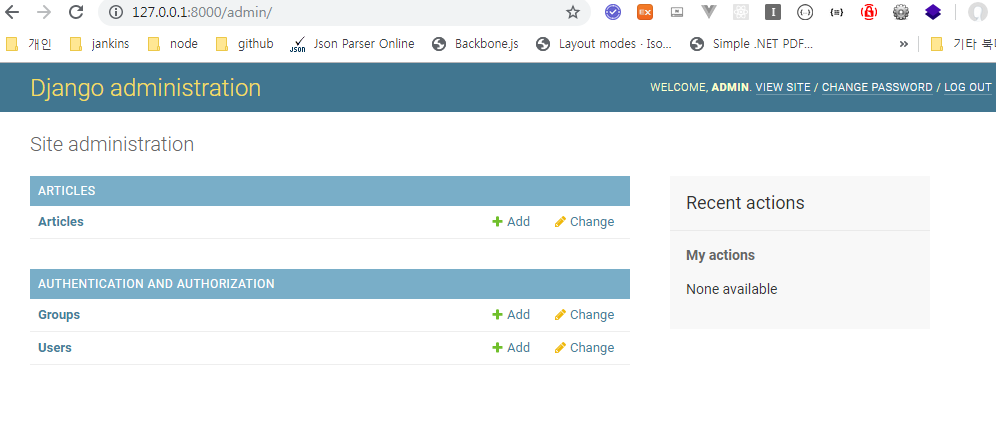 127.0.0.1:8000/admin/
개인 jankins node github Json Parser Online Backbone.js Layout modes · Iso... Simple .NET PDF... » 기타 북
Django administration
WELCOME, ADMIN. VIEW SITE / CHANGE PASSWORD / LOG OUT
Site administration
ARTICLES
Articles Add Change
AUTHENTICATION AND AUTHORIZATION
Groups Add Change
Users Add Change
Recent actions
My actions
None available